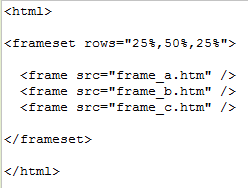 <html>
<frameset rows="25%,50%,25%">
<frame src="frame_a.htm" />
<frame src="frame_b.htm" />
<frame src="frame_c.htm" />
</frameset>
</html>